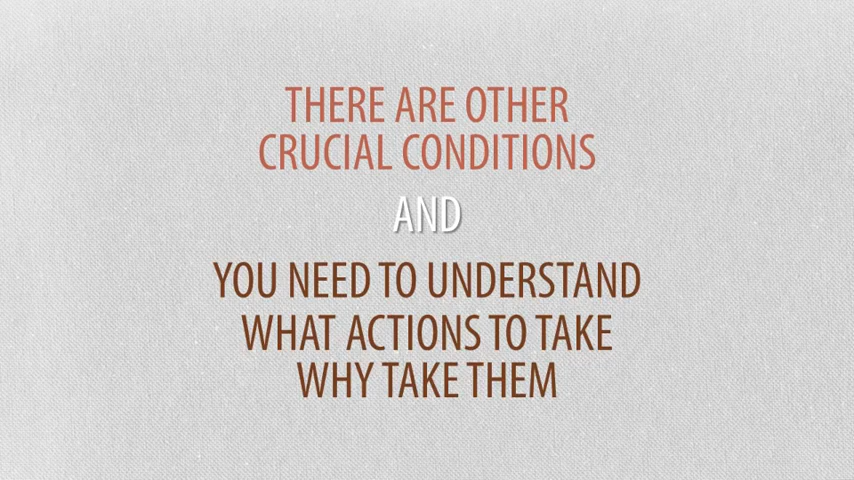 THERE ARE OTHER
CRUCIAL CONDITIONS
AND
YOU NEED TO UNDERSTAND
WHAT ACTIONS TO TAKE
WHY TAKE THEM